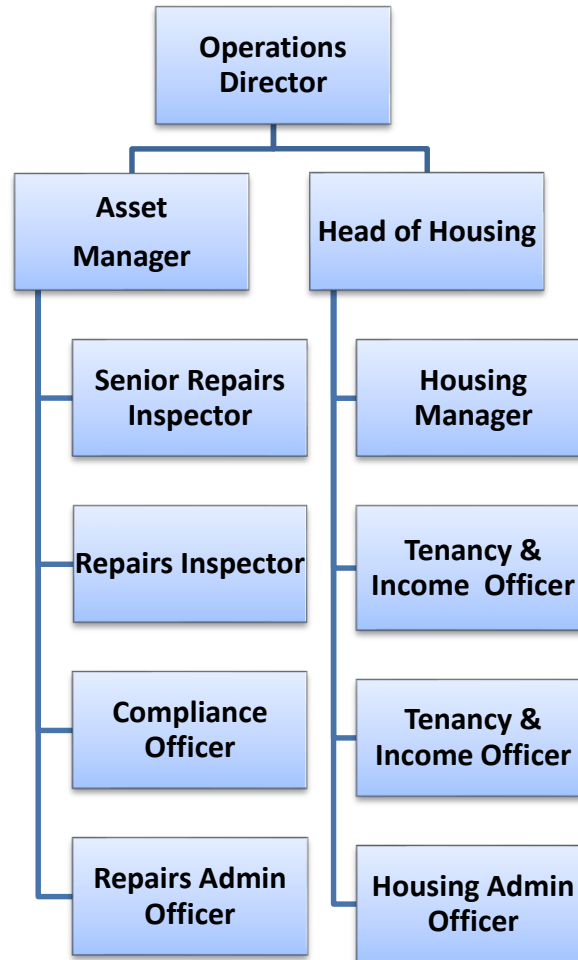 Operations
Director
Asset
Manager
Head of Housing
Senior Repairs
Inspector
Housing
Manager
Repairs Inspector
Tenancy &
Income Officer
Compliance
Officer
Tenancy &
Income Officer
Repairs Admin
Officer
Housing Admin
Officer